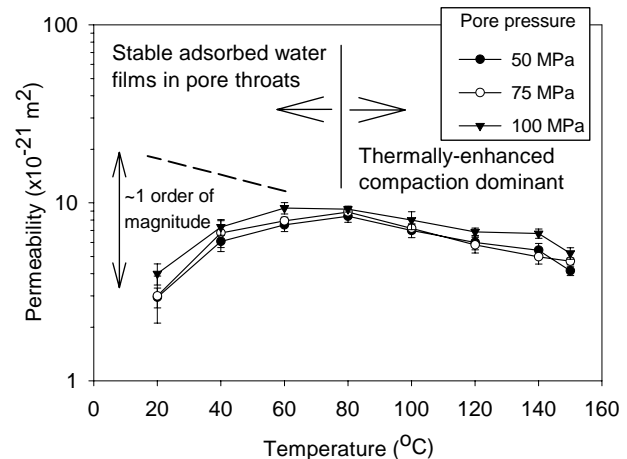 Pore pressure
50 MPa
75 MPa
100 MPa
Stable adsorbed water
films in pore throats
Thermally-enhanced
compaction dominant
~1 order of
magnitude
Permeability (x10⁻²¹ m²)
100
10
1
0 20 40 60 80 100 120 140 160
Temperature (⁰C)